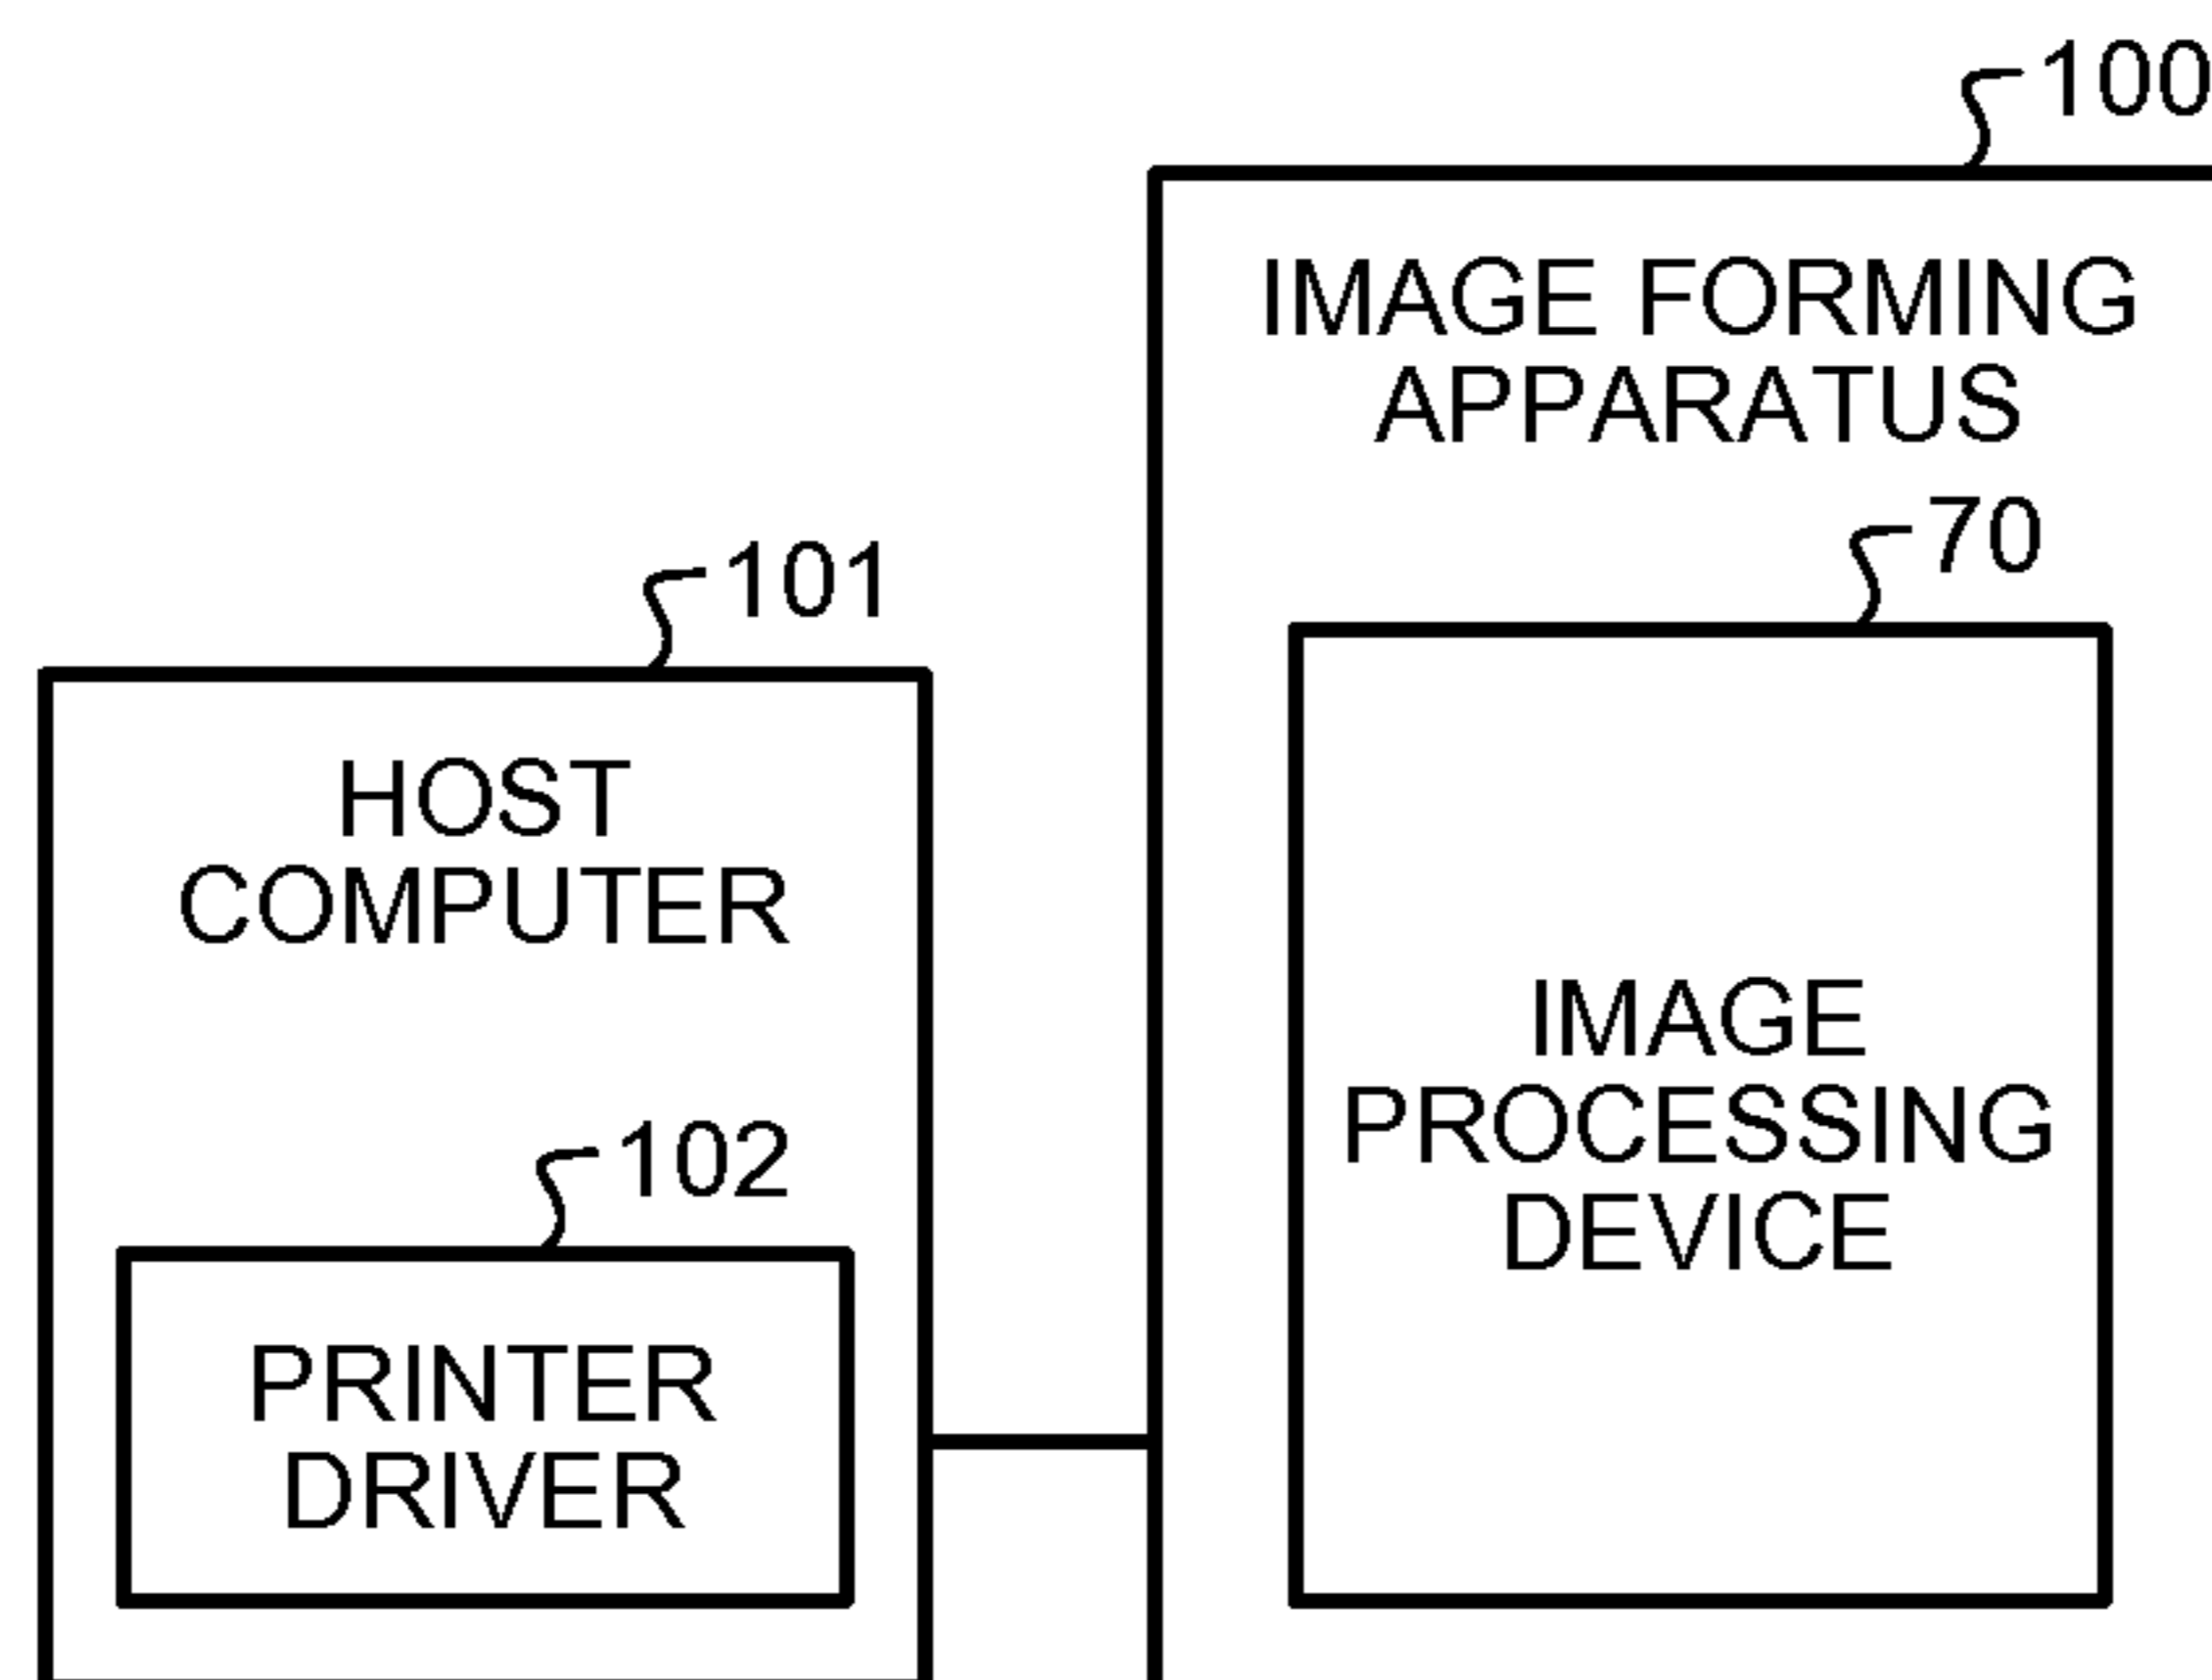 100
IMAGE FORMING
APPARATUS
70
IMAGE
PROCESSING
DEVICE
101
HOST
COMPUTER
102
PRINTER
DRIVER